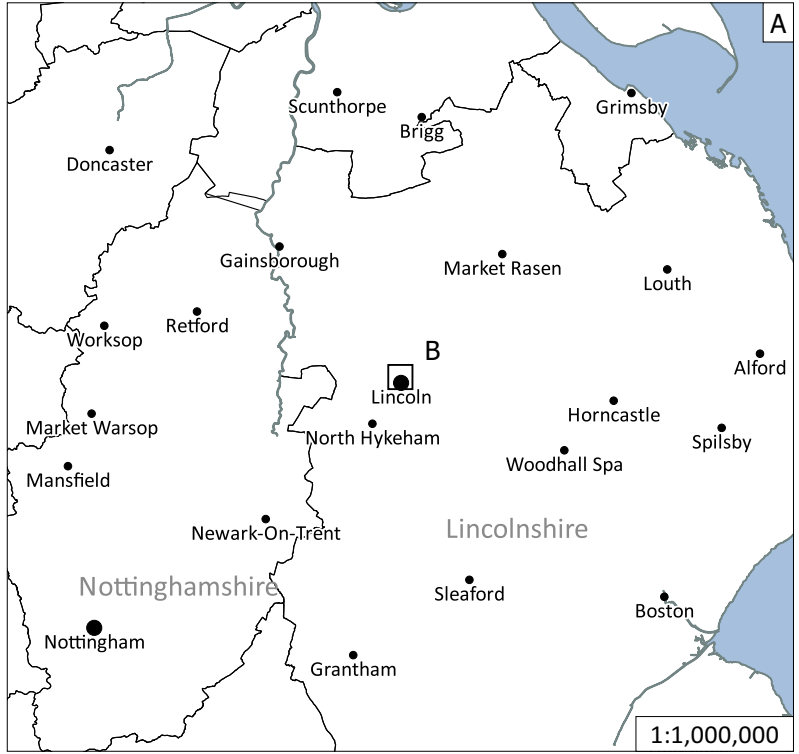 A
Scunthorpe
Grimsby
Brigg
Doncaster
Gainsborough
Market Rasen
Louth
Retford
Worksop
B
Alford
Lincoln
Horncastle
Market Warsop
North Hykeham
Spilsby
Woodhall Spa
Mansfield
Newark-On-Trent
Lincolnshire
Nottinghamshire
Sleaford
Boston
Nottingham
Grantham
1:1,000,000